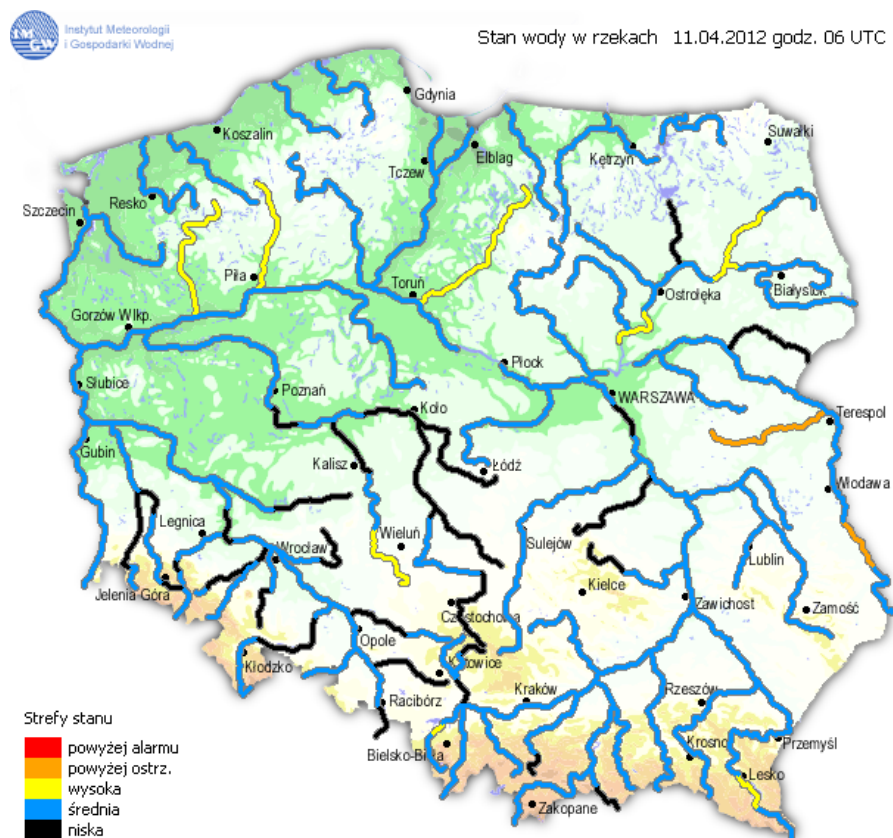 IMGW
Instytut Meteorologii
i Gospodarki Wodnej
Stan wody w rzekach 11.04.2012 godz. 06 UTC
Gdynia
Koszalin
Suwałki
Elbląg
Kętrzyn
Tczew
Resko
Szczecin
Piła
Toruń
Ostrołęka
Białystok
Gorzów Wlkp.
Płock
Słubice
Poznań
WARSZAWA
Koło
Terespol
Gubin
Kalisz
Łódź
Włodawa
Legnica
Wieluń
Sulejów
Wrocław
Lublin
Jelenia Góra
Kielce
Zawichost
Częstochowa
Zamość
Opole
Kłodzko
Katowice
Racibórz
Kraków
Rzeszów
Strefy stanu
Bielsko-Biała
Krosno
Przemyśl
powyżej alarmu
powyżej ostrz.
Lesko
wysoka
Zakopane
średnia
niska